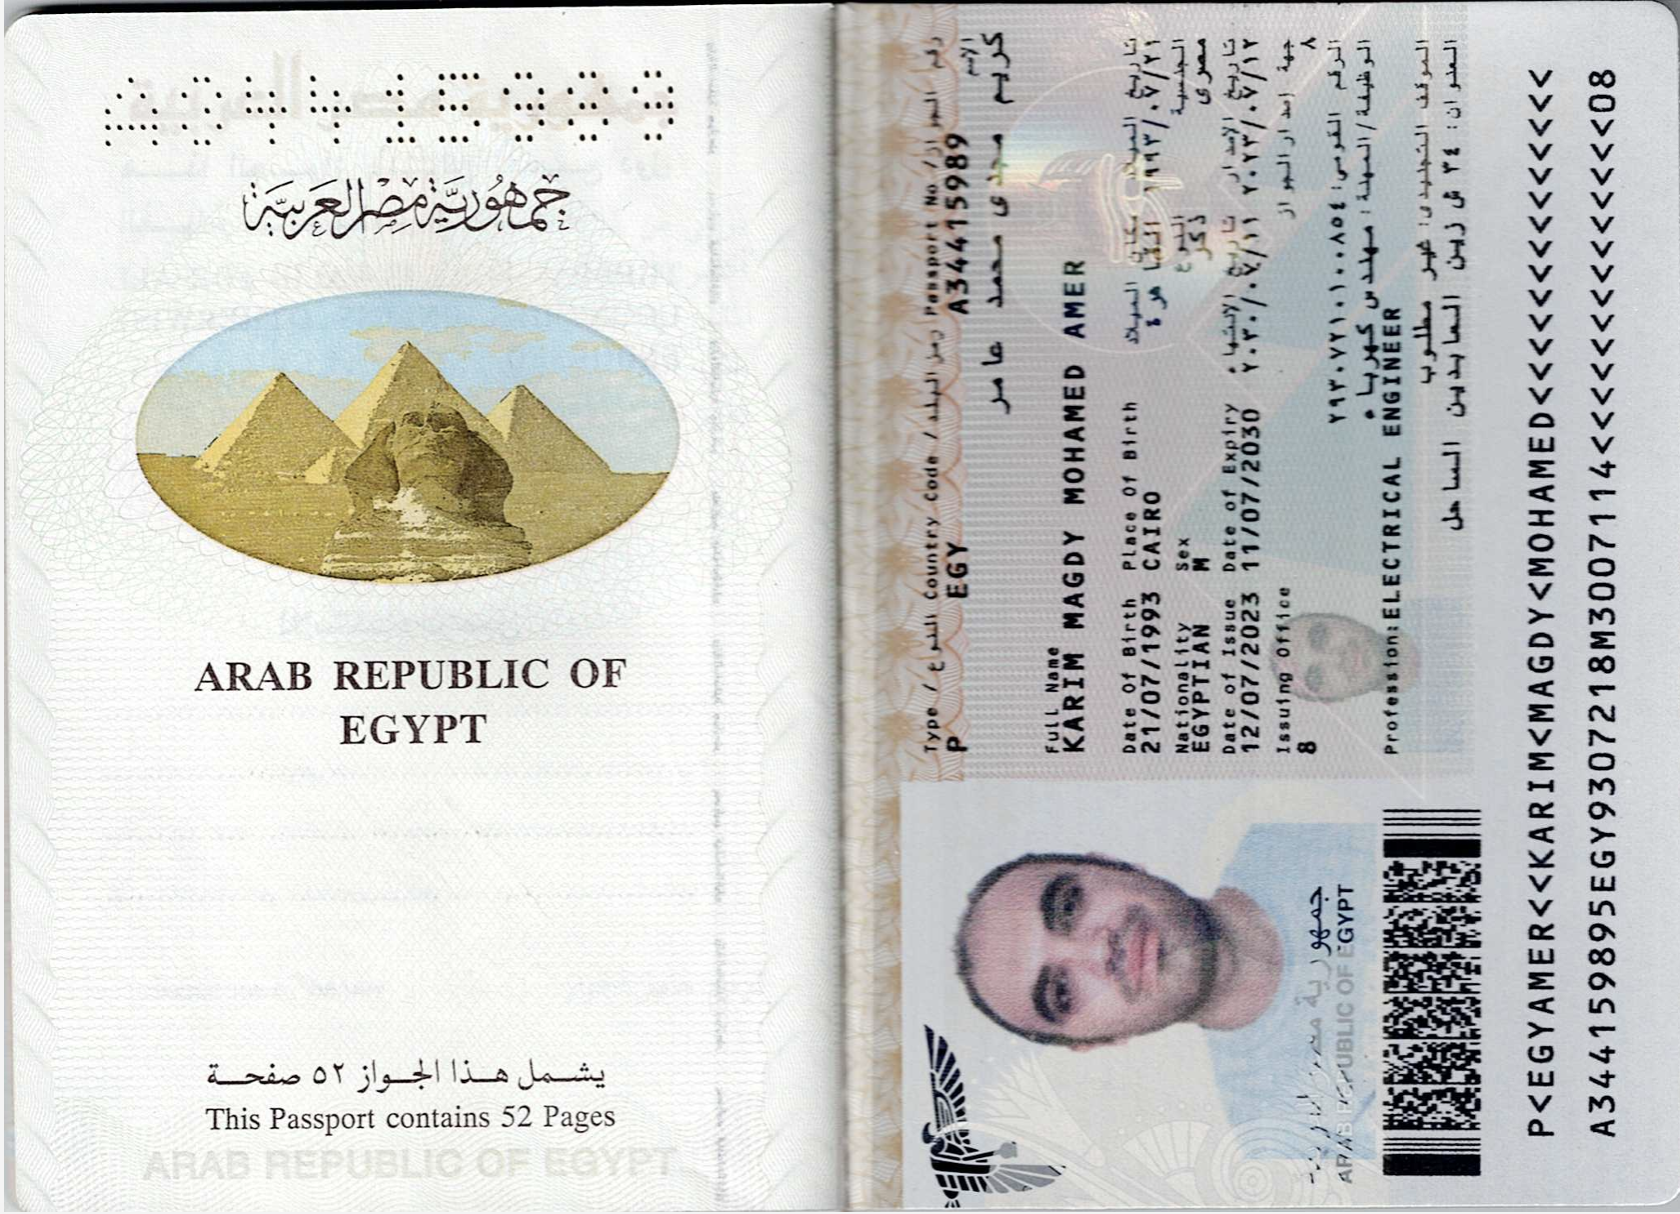 جمهورية مصر العربية
ARAB REPUBLIC OF
EGYPT
يشمل هذا الجواز ٥٢ صفحة
This Passport contains 52 Pages
ARAB REPUBLIC OF EGYPT
Type / النوع Country Code / رمز الدولة Passport No / رقم الجواز
P EGY A34415989
الإسم
كريم مجدى محمد عامر
Full Name
KARIM MAGDY MOHAMED AMER
Date Of Birth Place Of Birth مكان الميلاد تاريخ الميلاد
21/07/1993 CAIRO القاهرة ١٩٩٣/٠٧/٢١
Nationality Sex النوع الجنسية
EGYPTIAN M ذكر مصرى
Date of Issue Date of Expiry تاريخ الإنتهاء تاريخ الإصدار
12/07/2023 11/07/2030 ٢٠٣٠/٠٧/١١ ٢٠٢٣/٠٧/١٢
Issuing Office جهة إصدار الجواز
8 ٨
الرقم القومى: ٢٩٣٠٧٢١٠١٠٠٨٥٤
الوظيفة/المهنة: مهندس كهرباء
Profession:ELECTRICAL ENGINEER
الموقف التجنيدى: غير مطلوب
العنوان: ٣٤ ش زين العابدين الساحل
جمهورية مصر العربية
ARAB REPUBLIC OF EGYPT
P<EGYAMER<<KARIM<MAGDY<MOHAMED<<<<<<<<<<<<<<
A344159895EGY9307218M3007114<<<<<<<<<<<<<<08